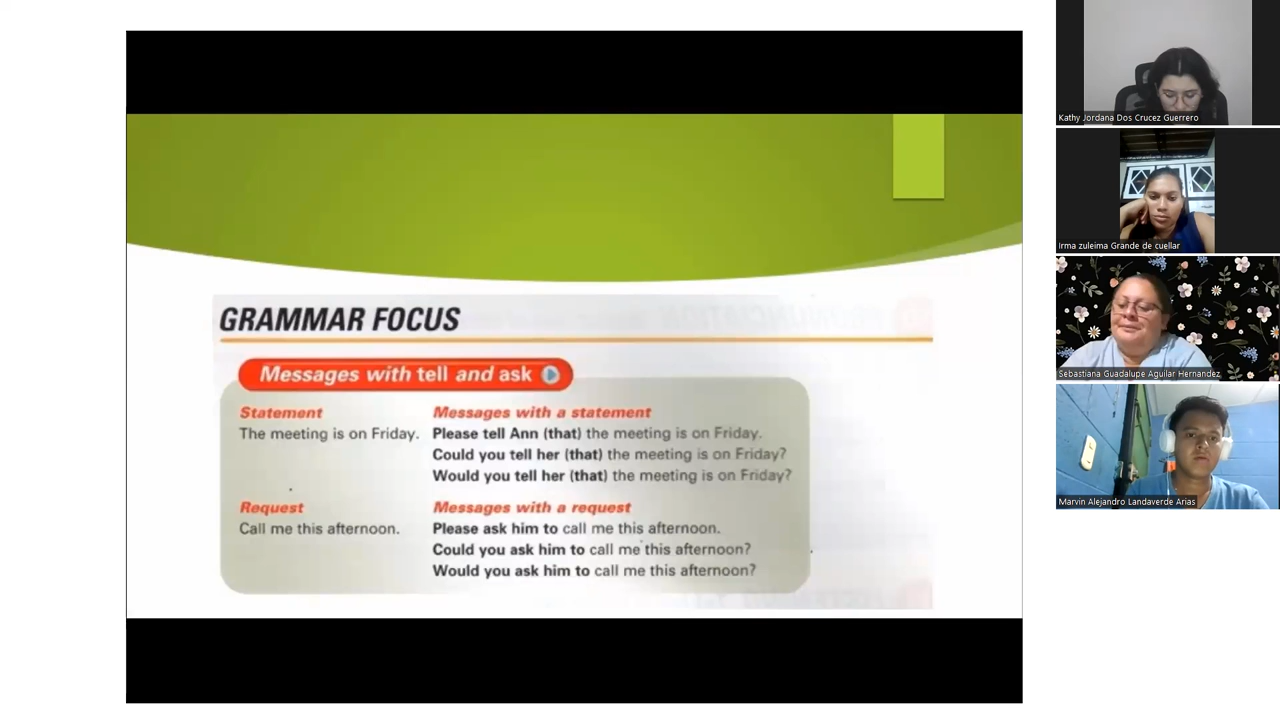 GRAMMAR FOCUS
Messages with tell and ask
Statement
The meeting is on Friday.
Messages with a statement
Please tell Ann (that) the meeting is on Friday.
Could you tell her (that) the meeting is on Friday?
Would you tell her (that) the meeting is on Friday?
Request
Call me this afternoon.
Messages with a request
Please ask him to call me this afternoon.
Could you ask him to call me this afternoon?
Would you ask him to call me this afternoon?
Kathy Jordana Dos Crucez Guerrero
Irma zuleima Grande de cuellar
Sebastiana Guadalupe Aguilar Hernandez
Marvin Alejandro Landaverde Arias